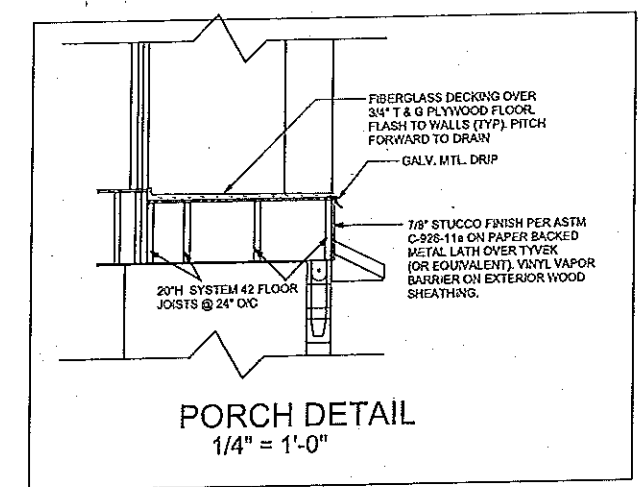 FIBERGLASS DECKING OVER
3/4" T & G PLYWOOD FLOOR.
FLASH TO WALLS (TYP). PITCH
FORWARD TO DRAIN
GALV. MTL. DRIP
7/8" STUCCO FINISH PER ASTM
C-926-11a ON PAPER BACKED
METAL LATH OVER TYVEK
(OR EQUIVALENT). VINYL VAPOR
BARRIER ON EXTERIOR WOOD
SHEATHING.
20"H SYSTEM 42 FLOOR
JOISTS @ 24" O/C
PORCH DETAIL
1/4" = 1'-0"